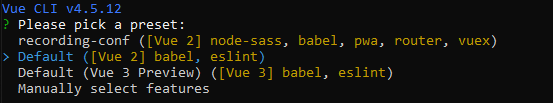 Vue CLI v4.5.12
? Please pick a preset:
recording-conf ([Vue 2] node-sass, babel, pwa, router, vuex)
> Default ([Vue 2] babel, eslint)
Default (Vue 3 Preview) ([Vue 3] babel, eslint)
Manually select features